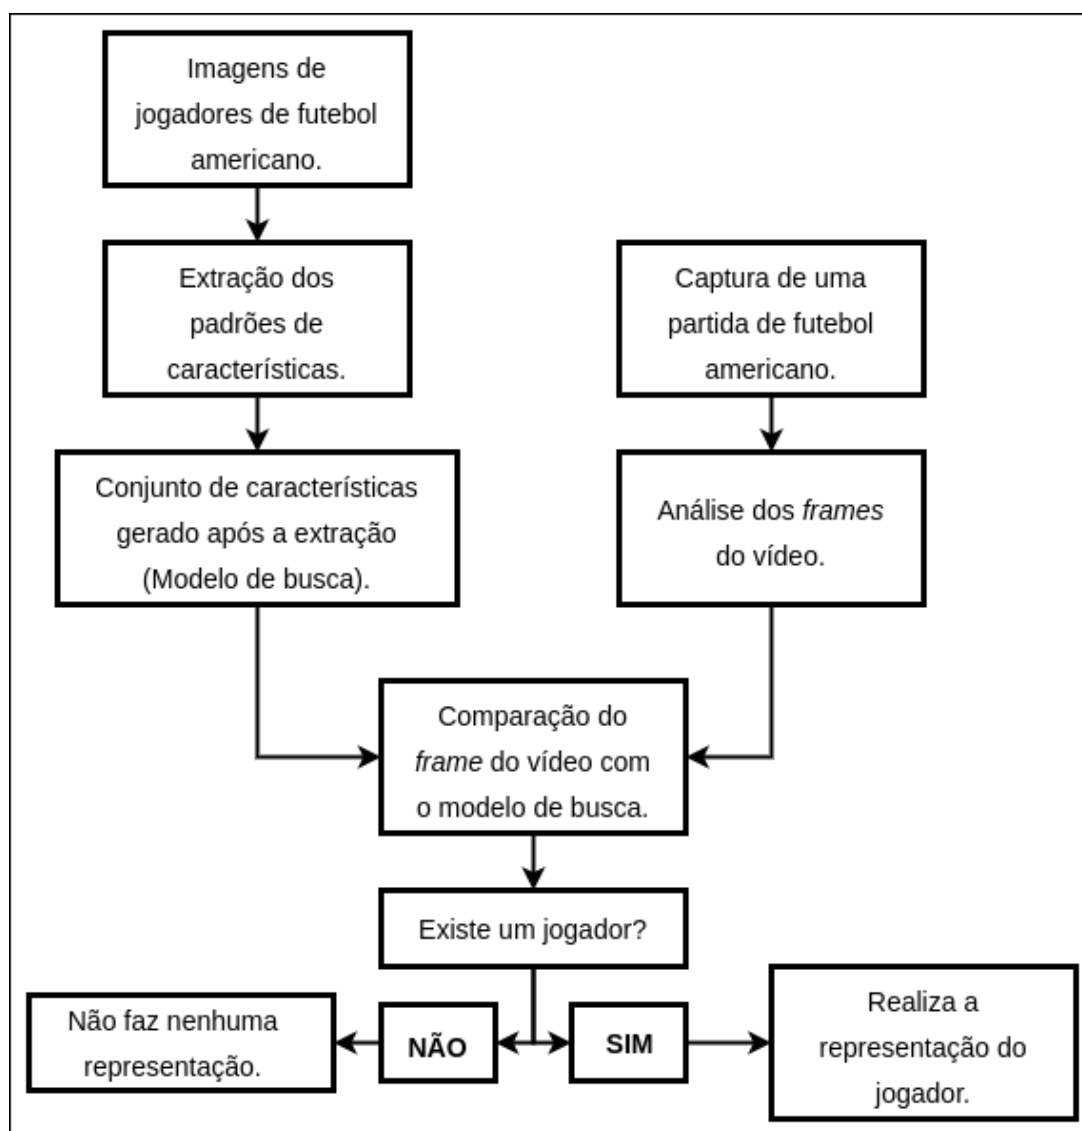 Imagens de
jogadores de futebol
americano.
Extração dos
padrões de
características.
Captura de uma
partida de futebol
americano.
Conjunto de características
gerado após a extração
(Modelo de busca).
Análise dos frames
do vídeo.
Comparação do
frame do vídeo com
o modelo de busca.
Existe um jogador?
Não faz nenhuma
representação.
NÃO
SIM
Realiza a
representação do
jogador.